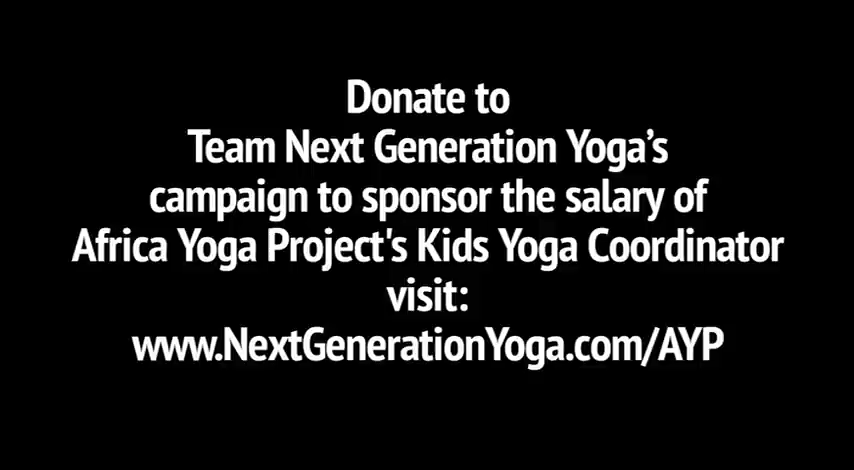 Donate to
Team Next Generation Yoga’s
campaign to sponsor the salary of
Africa Yoga Project's Kids Yoga Coordinator
visit:
www.NextGenerationYoga.com/AYP